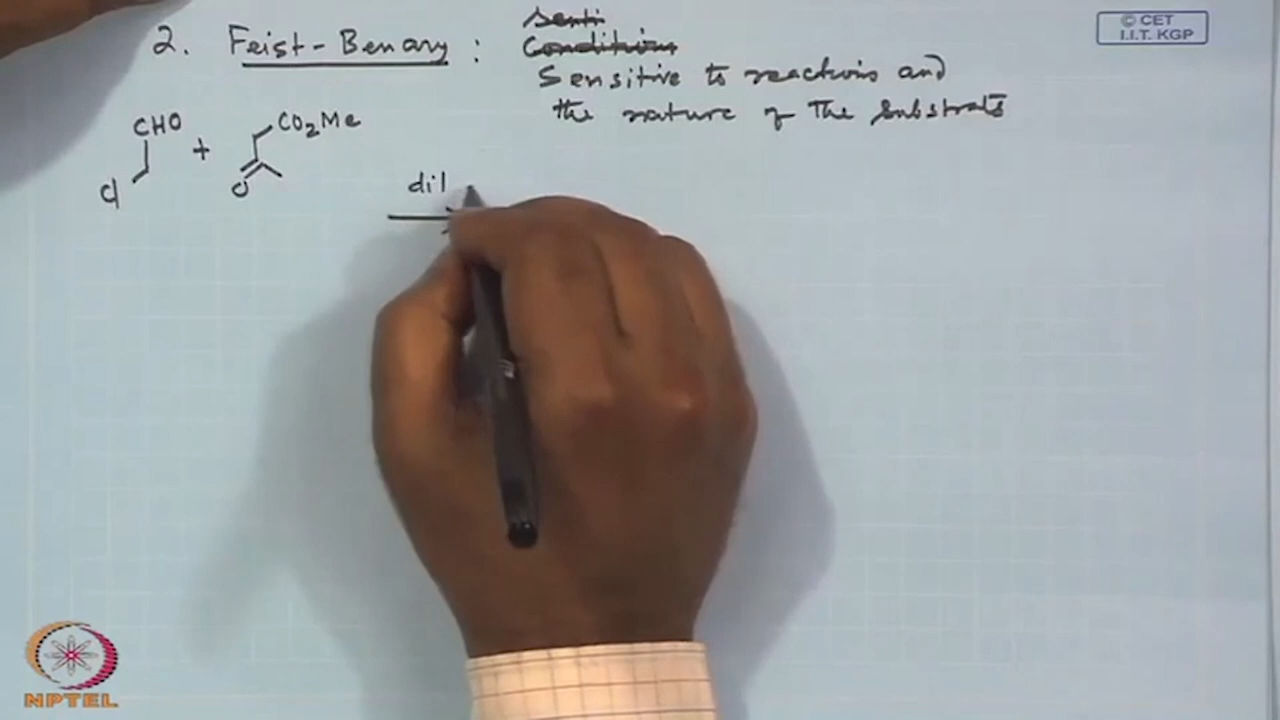 2. Feist-Benary :
Senti
Condition
Sensitive to reactions and
the nature of the substrate
CHO
+
CO2Me
Cl
O
dil
© CET
I.I.T. KGP
NPTEL